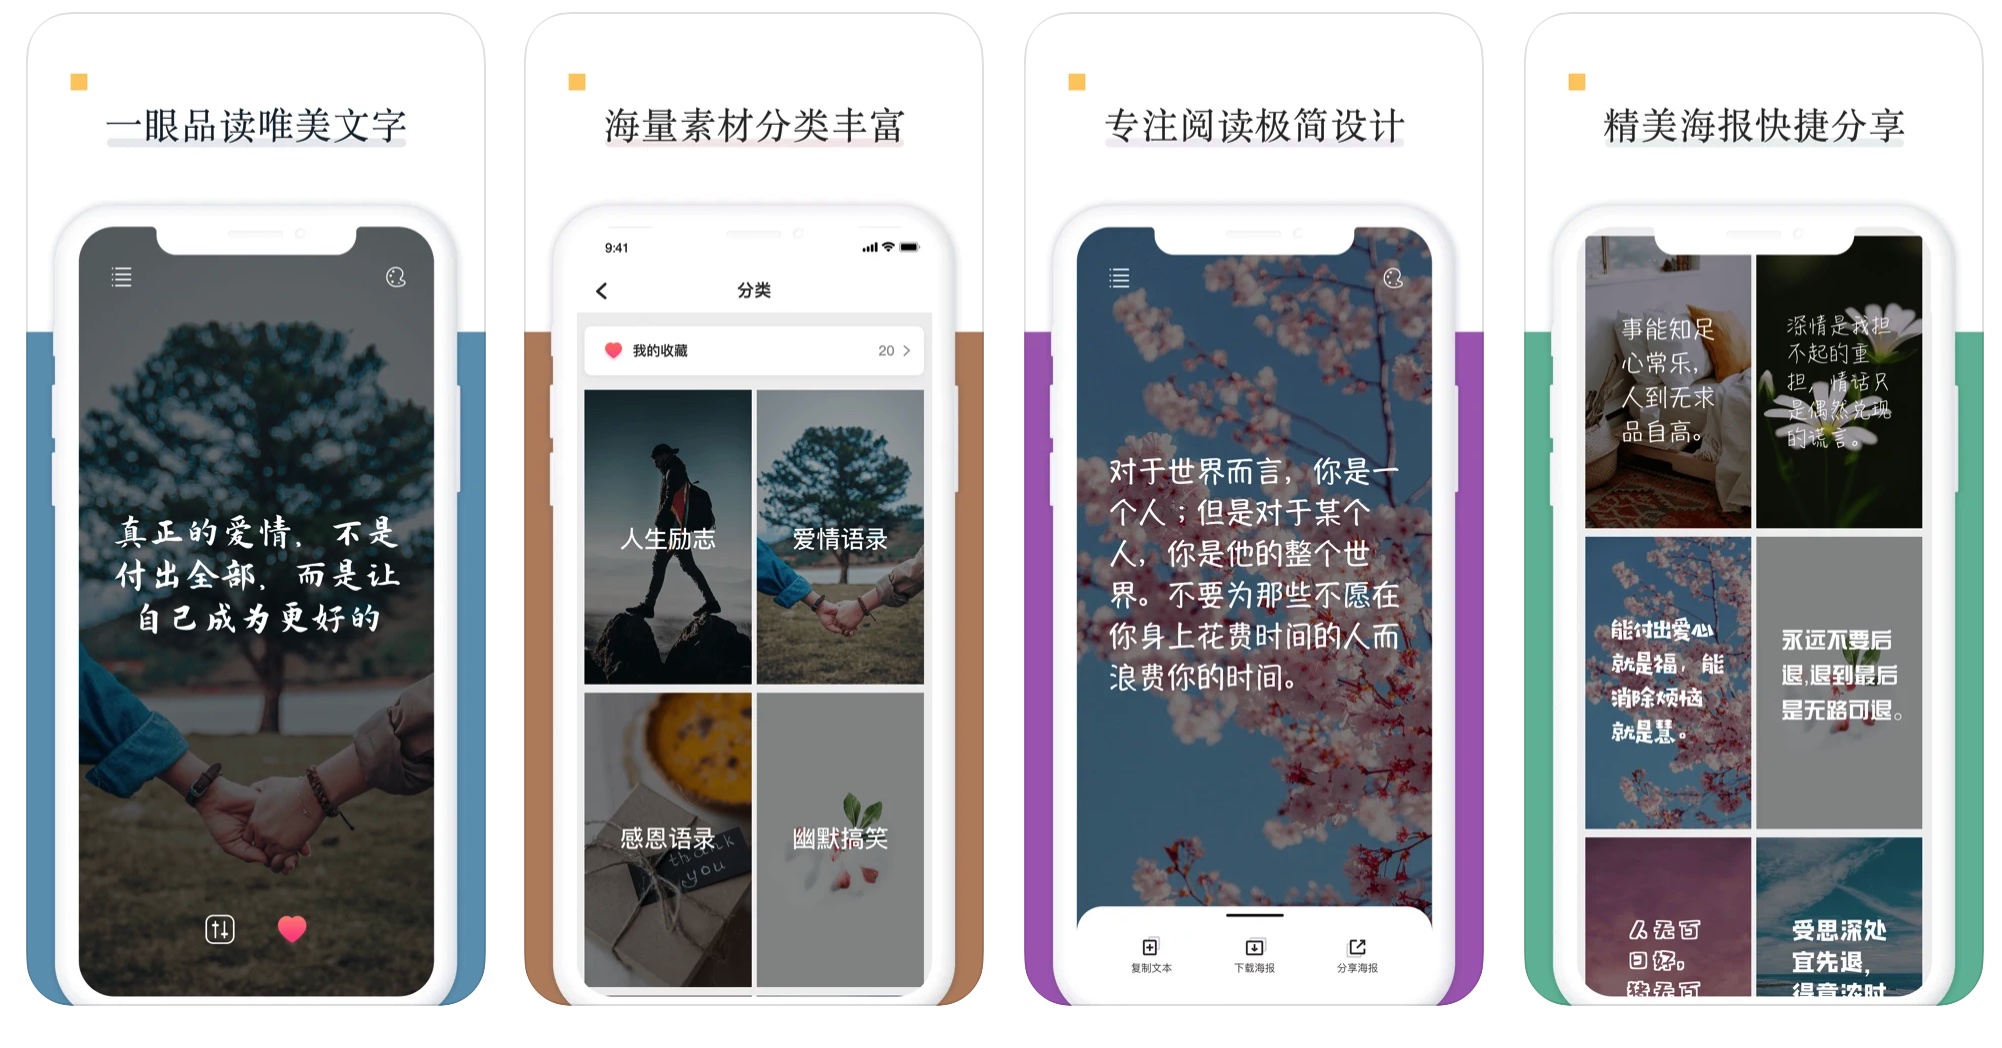 一眼品读唯美文字
真正的爱情，不是
付出全部，而是让
自己成为更好的
海量素材分类丰富
9:41
分类
我的收藏
20
人生励志
爱情语录
感恩语录
thank
you
幽默搞笑
专注阅读极简设计
对于世界而言，你是一
个人；但是对于某个
人，你是他的整个世
界。不要为那些不愿在
你身上花费时间的人而
浪费你的时间。
复制文本
下载海报
分享海报
精美海报快捷分享
事能知足
心常乐，
人到无求
品自高。
深情是我担
不起的重
担，情话只
是偶然兑现
的谎言。
能付出爱心
就是福，能
消除烦恼
就是慧。
永远不要后
退,退到最后
是无路可退。
人无百
日好。
受思深处
宜先退，
得意浓时